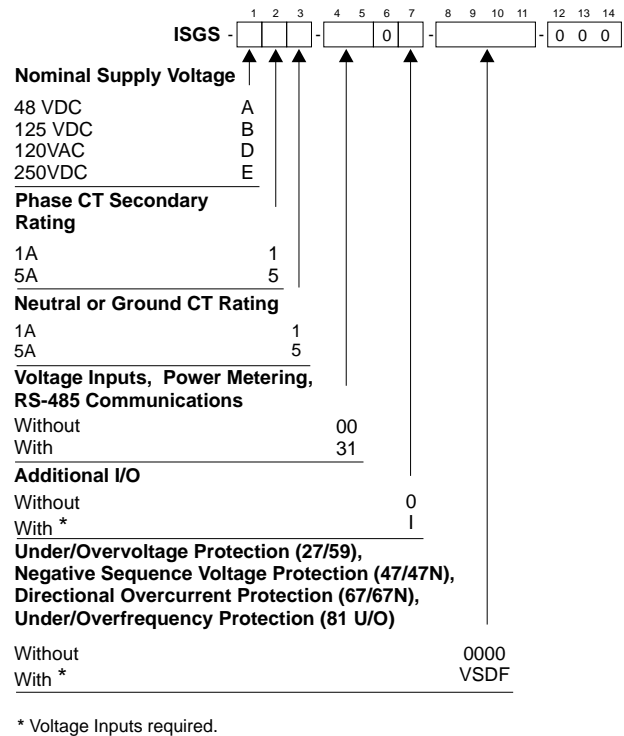 1 2 3 4 5 6 7 8 9 10 11 12 13 14
ISGS - - 0 - - 0 0 0
Nominal Supply Voltage
48 VDC A
125 VDC B
120VAC D
250VDC E
Phase CT Secondary
Rating
1A 1
5A 5
Neutral or Ground CT Rating
1A 1
5A 5
Voltage Inputs, Power Metering,
RS-485 Communications
Without 00
With 31
Additional I/O
Without 0
With * I
Under/Overvoltage Protection (27/59),
Negative Sequence Voltage Protection (47/47N),
Directional Overcurrent Protection (67/67N),
Under/Overfrequency Protection (81 U/O)
Without 0000
With * VSDF
* Voltage Inputs required.